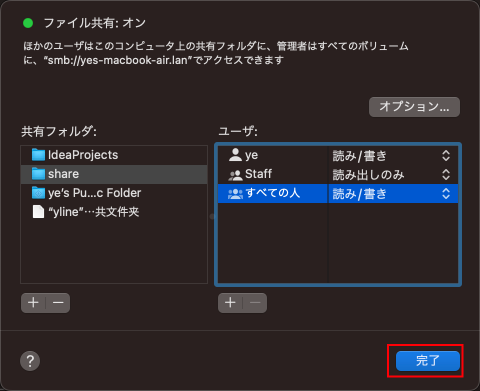 ファイル共有: オン
ほかのユーザはこのコンピュータ上の共有フォルダに、管理者はすべてのボリューム
に、“smb://yes-macbook-air.lan”でアクセスできます
オプション...
共有フォルダ:
ユーザ:
IdeaProjects
share
ye’s Pu...c Folder
“yline”⋯共文件夹
ye 読み/書き
Staff 読み出しのみ
すべての人 読み/書き
+ −
+ −
?
完了